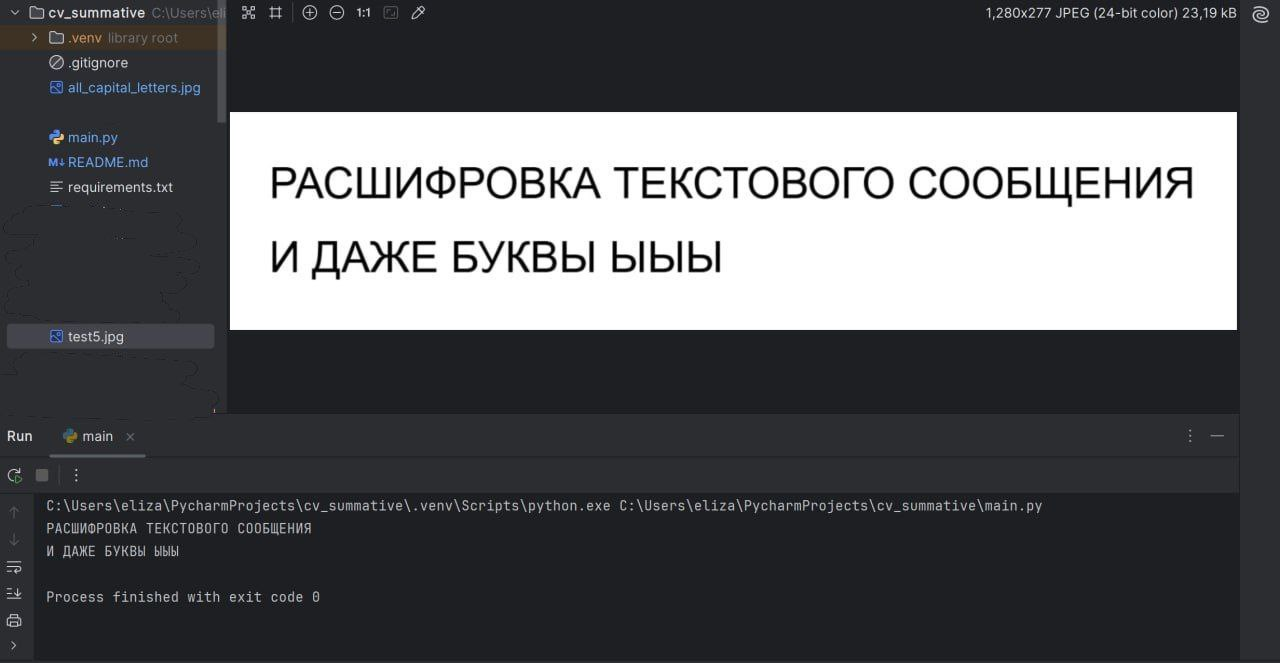 cv_summative C:\Users\eli
1:1
1,280x277 JPEG (24-bit color) 23,19 kB
.venv library root
.gitignore
all_capital_letters.jpg
main.py
M↓ README.md
requirements.txt
РАСШИФРОВКА ТЕКСТОВОГО СООБЩЕНИЯ
И ДАЖЕ БУКВЫ ЫЫЫ
test5.jpg
Run main
C:\Users\eliza\PycharmProjects\cv_summative\.venv\Scripts\python.exe C:\Users\eliza\PycharmProjects\cv_summative\main.py
РАСШИФРОВКА ТЕКСТОВОГО СООБЩЕНИЯ
И ДАЖЕ БУКВЫ ЫЫЫ
Process finished with exit code 0